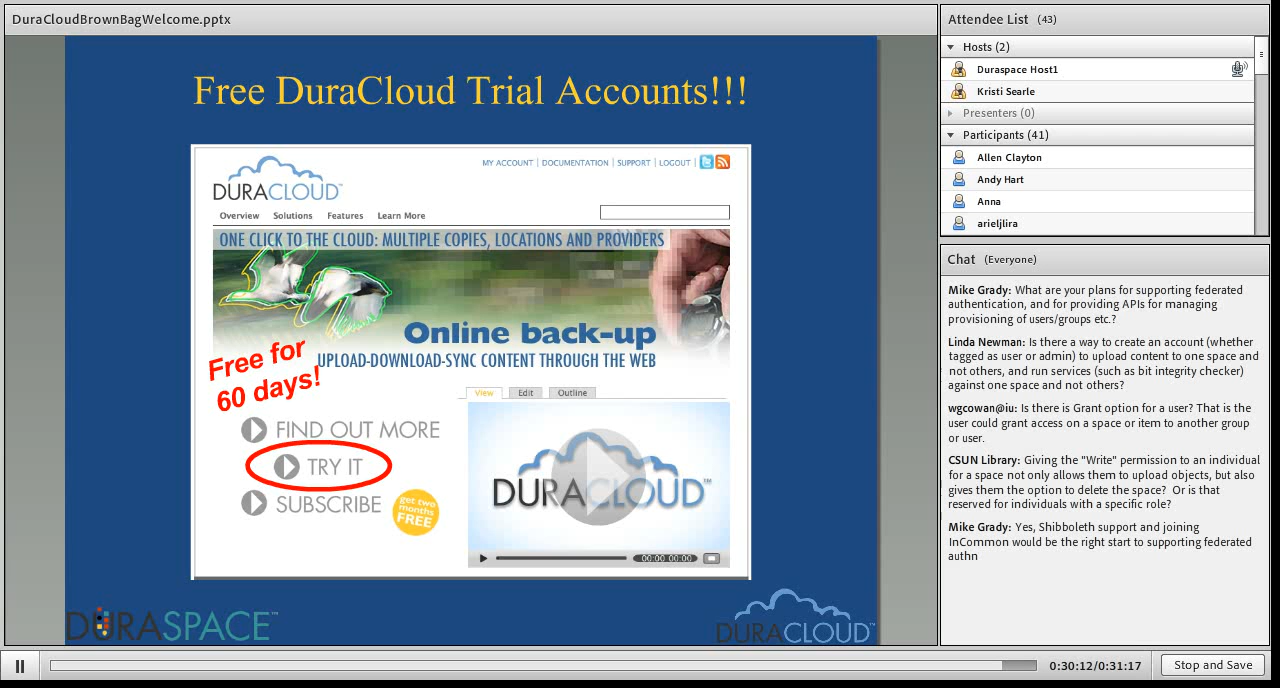 DuraCloudBrownBagWelcome.pptx
Free DuraCloud Trial Accounts!!!
DURACLOUD™
MY ACCOUNT | DOCUMENTATION | SUPPORT | LOGOUT |
Overview Solutions Features Learn More
ONE CLICK TO THE CLOUD: MULTIPLE COPIES, LOCATIONS AND PROVIDERS
Online back-up
UPLOAD-DOWNLOAD-SYNC CONTENT THROUGH THE WEB
Free for
60 days!
View Edit Outline
FIND OUT MORE
TRY IT
SUBSCRIBE
get two
months
FREE
DURACLOUD™
00:00 00:00
DURASPACE™
DURACLOUD™
Attendee List (43)
Hosts (2)
Duraspace Host1
Kristi Searle
Presenters (0)
Participants (41)
Allen Clayton
Andy Hart
Anna
arieljlira
Chat (Everyone)
Mike Grady: What are your plans for supporting federated
authentication, and for providing APIs for managing
provisioning of users/groups etc.?
Linda Newman: Is there a way to create an account (whether
tagged as user or admin) to upload content to one space and
not others, and run services (such as bit integrity checker)
against one space and not others?
wgcowan@iu: Is there is Grant option for a user? That is the
user could grant access on a space or item to another group
or user.
CSUN Library: Giving the "Write" permission to an individual
for a space not only allows them to upload objects, but also
gives them the option to delete the space? Or is that
reserved for individuals with a specific role?
Mike Grady: Yes, Shibboleth support and joining
InCommon would be the right start to supporting federated
authn
0:30:12/0:31:17
Stop and Save